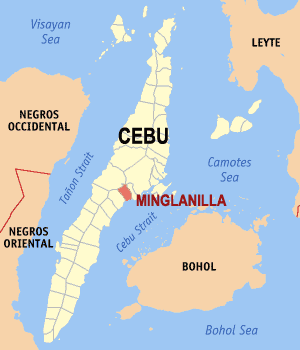 Visayan
Sea
LEYTE
NEGROS
OCCIDENTAL
CEBU
Tañon Strait
Camotes
Sea
MINGLANILLA
Cebu Strait
NEGROS
ORIENTAL
BOHOL
Bohol Sea